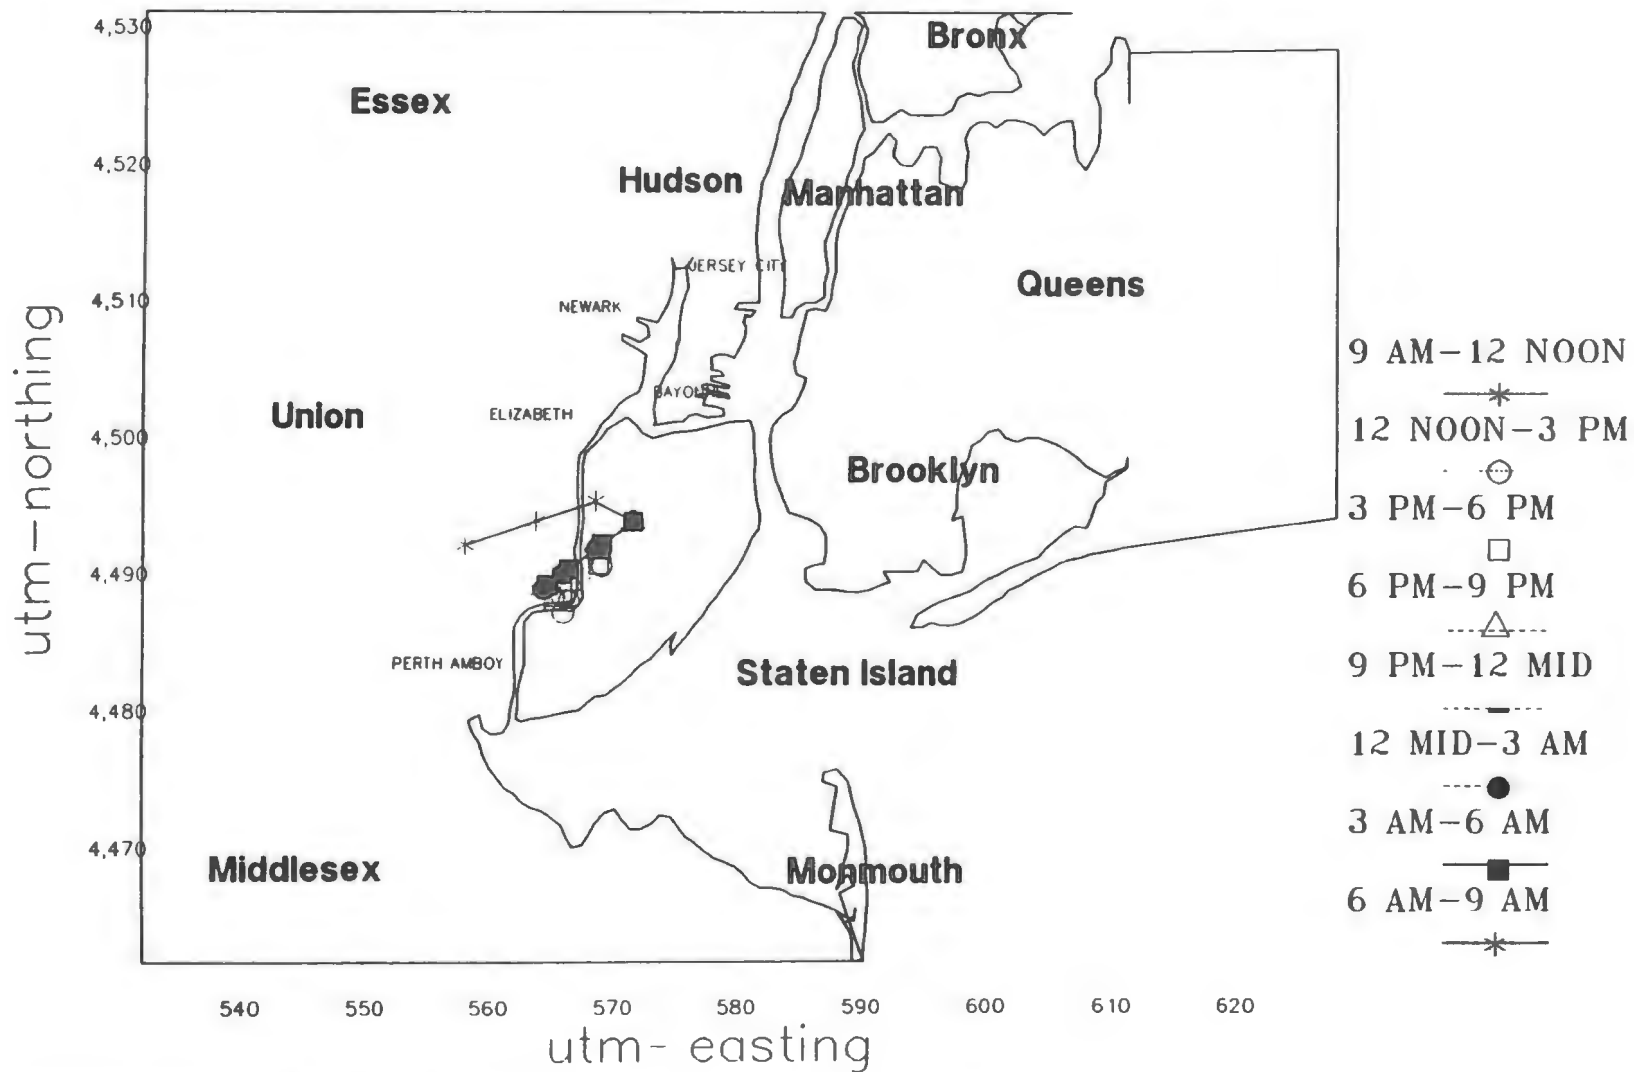 4,530
Bronx
Essex
4,520
Hudson
Manhattan
JERSEY CITY
Queens
4,510
NEWARK
utm-northing
9 AM-12 NOON
BAYONNE
Union
ELIZABETH
12 NOON-3 PM
4,500
Brooklyn
3 PM-6 PM
4,490
6 PM-9 PM
PERTH AMBOY
Staten Island
9 PM-12 MID
4,480
12 MID-3 AM
3 AM-6 AM
4,470
Middlesex
Monmouth
6 AM-9 AM
540 550 560 570 580 590 600 610 620
utm- easting